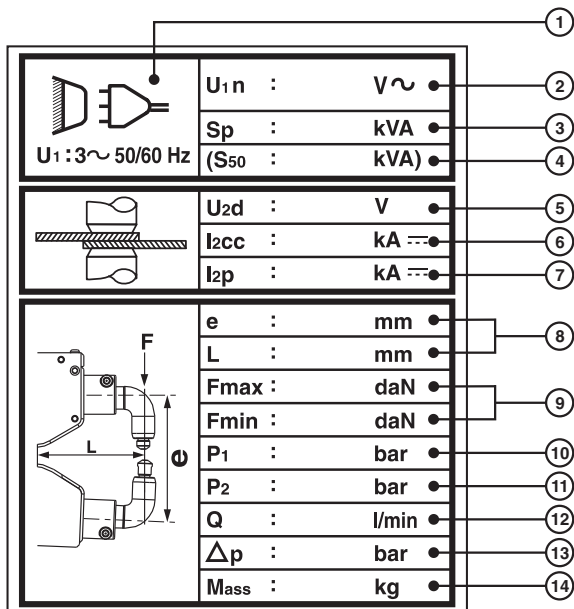 1
U1n : V∿ 2
Sp : kVA 3
U1:3∿ 50/60 Hz
(S50 : kVA) 4
U2d : V 5
I2cc : kA ⎓ 6
I2p : kA ⎓ 7
e : mm
8
L : mm
F
Fmax : daN
9
Fmin : daN
L
e
P1 : bar 10
P2 : bar 11
Q : l/min 12
Δp : bar 13
Mass : kg 14